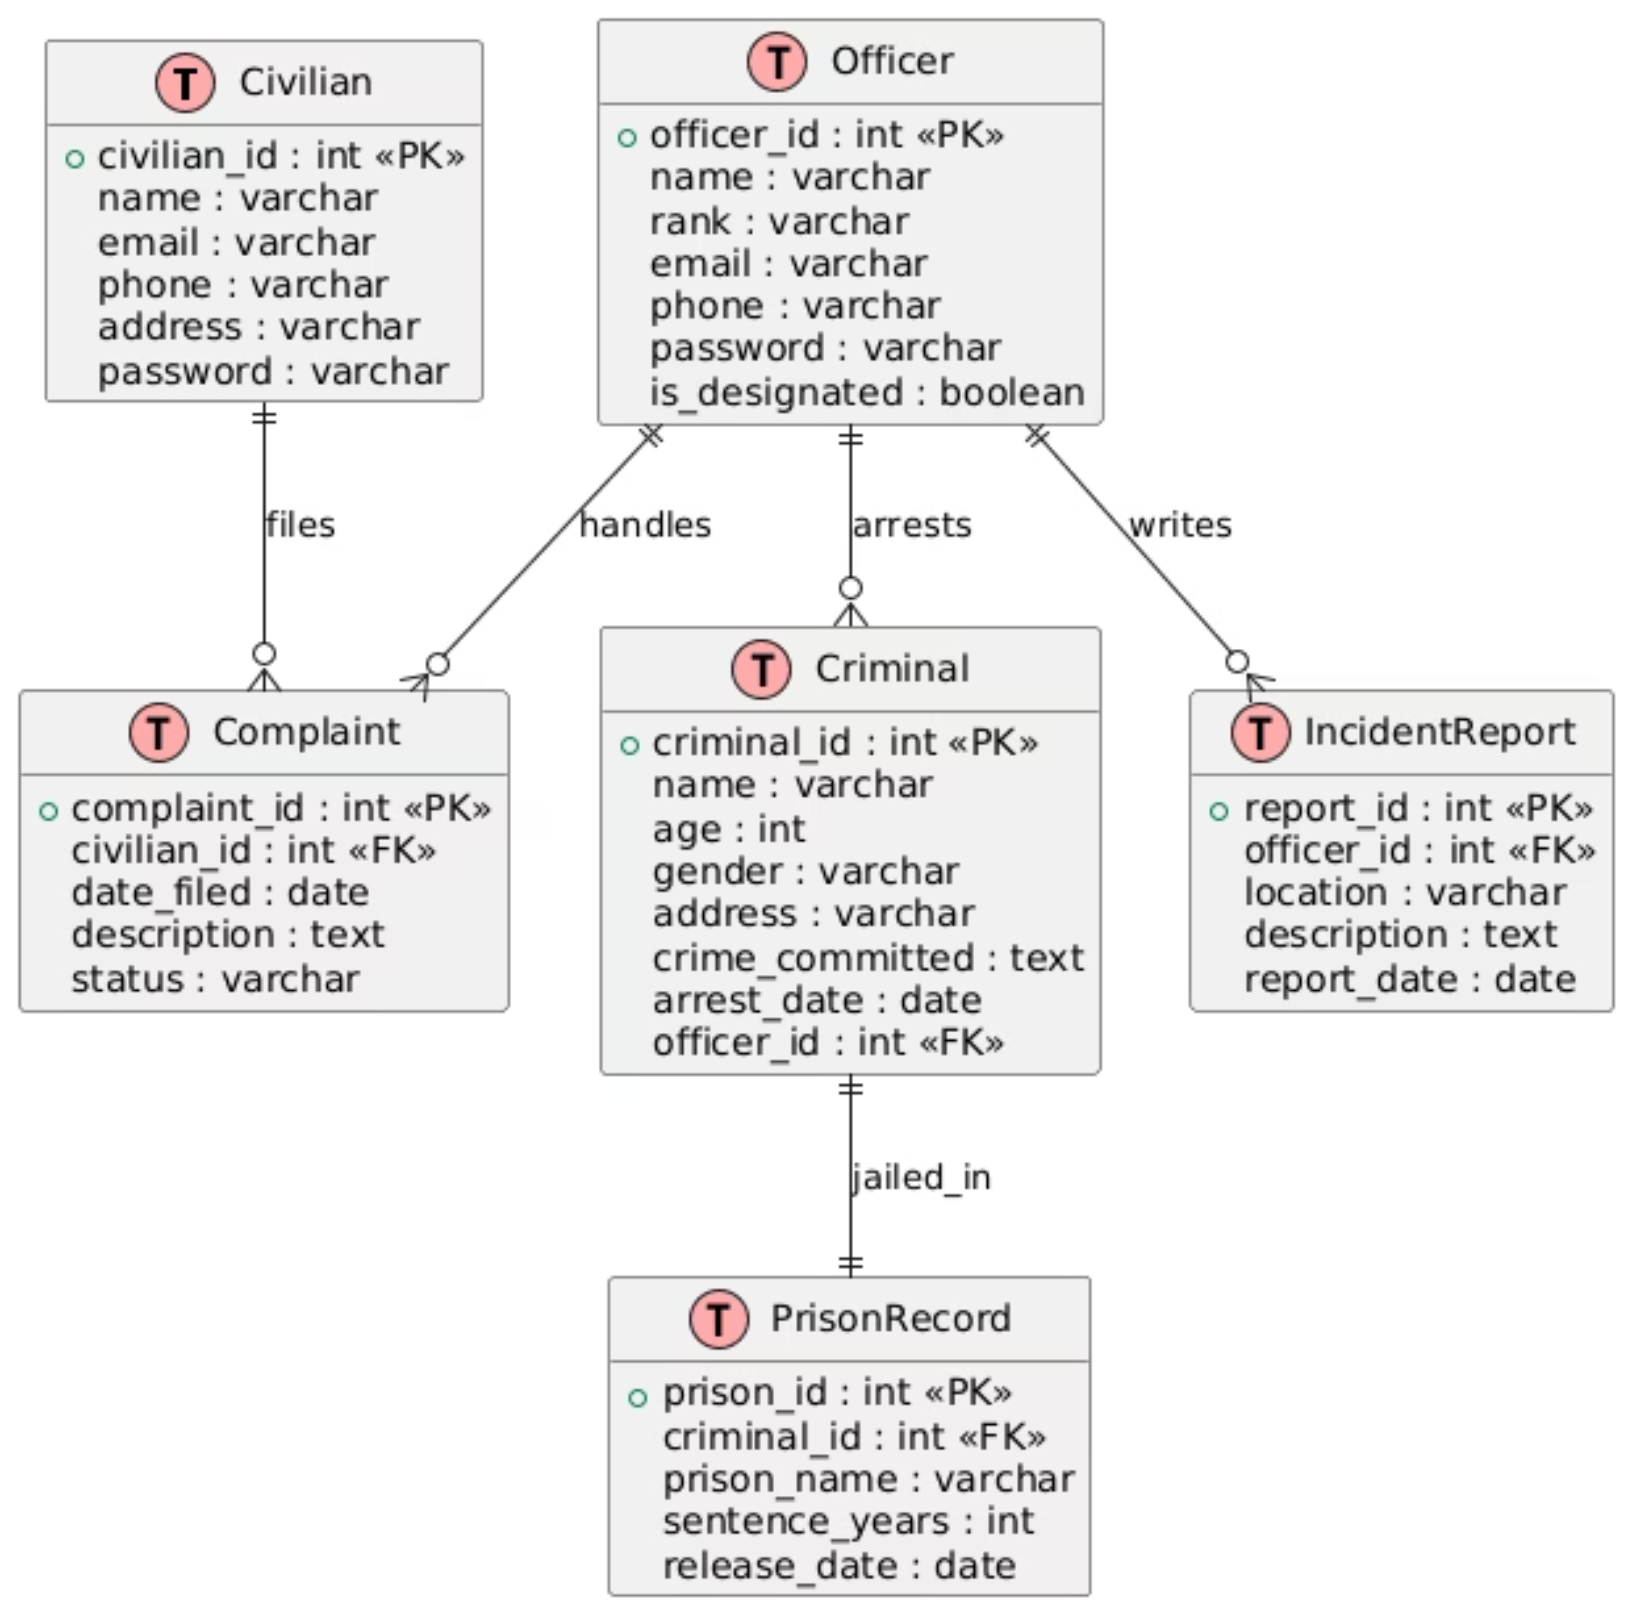 T Civilian
civilian_id : int «PK»
name : varchar
email : varchar
phone : varchar
address : varchar
password : varchar
T Officer
officer_id : int «PK»
name : varchar
rank : varchar
email : varchar
phone : varchar
password : varchar
is_designated : boolean
files
handles
arrests
writes
T Complaint
complaint_id : int «PK»
civilian_id : int «FK»
date_filed : date
description : text
status : varchar
T Criminal
criminal_id : int «PK»
name : varchar
age : int
gender : varchar
address : varchar
crime_committed : text
arrest_date : date
officer_id : int «FK»
T IncidentReport
report_id : int «PK»
officer_id : int «FK»
location : varchar
description : text
report_date : date
jailed_in
T PrisonRecord
prison_id : int «PK»
criminal_id : int «FK»
prison_name : varchar
sentence_years : int
release_date : date